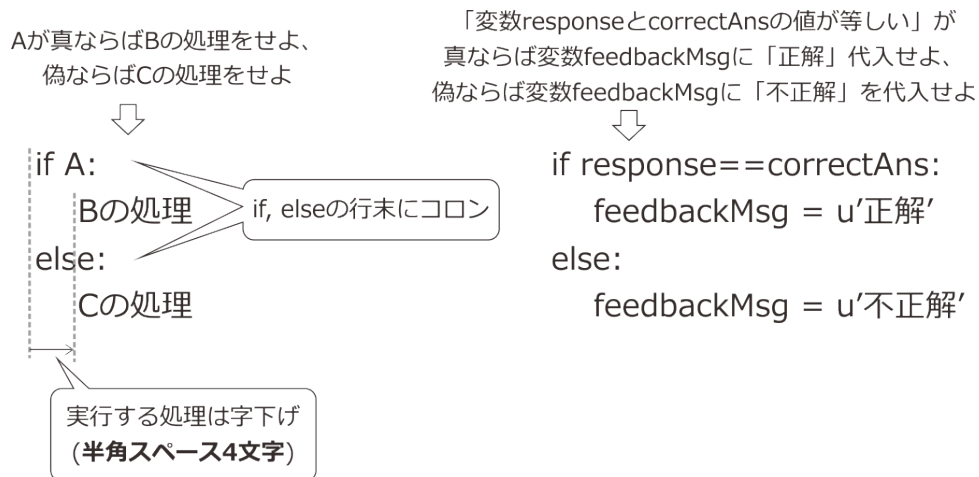 Aが真ならばBの処理をせよ、
偽ならばCの処理をせよ
if A:
Bの処理
else:
Cの処理
if, elseの行末にコロン
実行する処理は字下げ
(半角スペース4文字)
「変数responseとcorrectAnsの値が等しい」が
真ならば変数feedbackMsgに「正解」代入せよ、
偽ならば変数feedbackMsgに「不正解」を代入せよ
if response==correctAns:
feedbackMsg = u’正解’
else:
feedbackMsg = u’不正解’